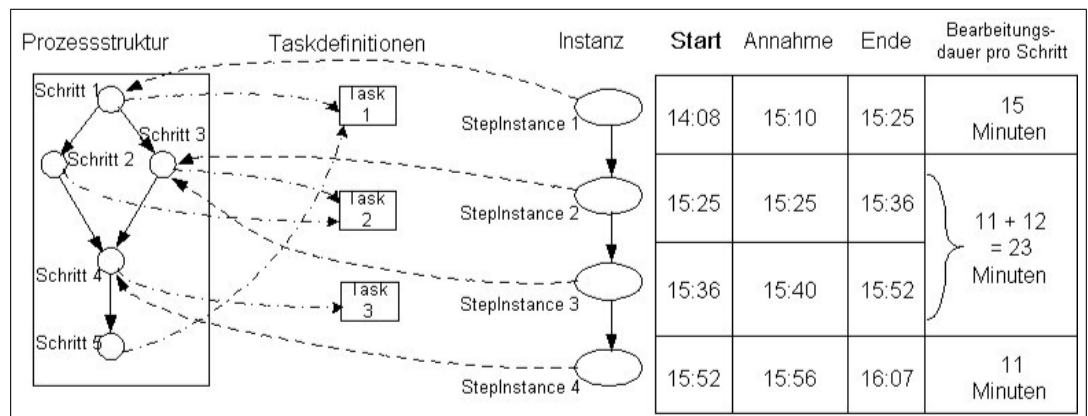 Prozessstruktur
Taskdefinitionen
Instanz
Start
Annahme
Ende
Bearbeitungs-
dauer pro Schritt
Schritt 1
Schritt 3
Schritt 2
Schritt 4
Schritt 5
Task
1
Task
2
Task
3
StepInstance 1
StepInstance 2
StepInstance 3
StepInstance 4
14:08
15:10
15:25
15
Minuten
15:25
15:25
15:36
11 + 12
= 23
Minuten
15:36
15:40
15:52
15:52
15:56
16:07
11
Minuten